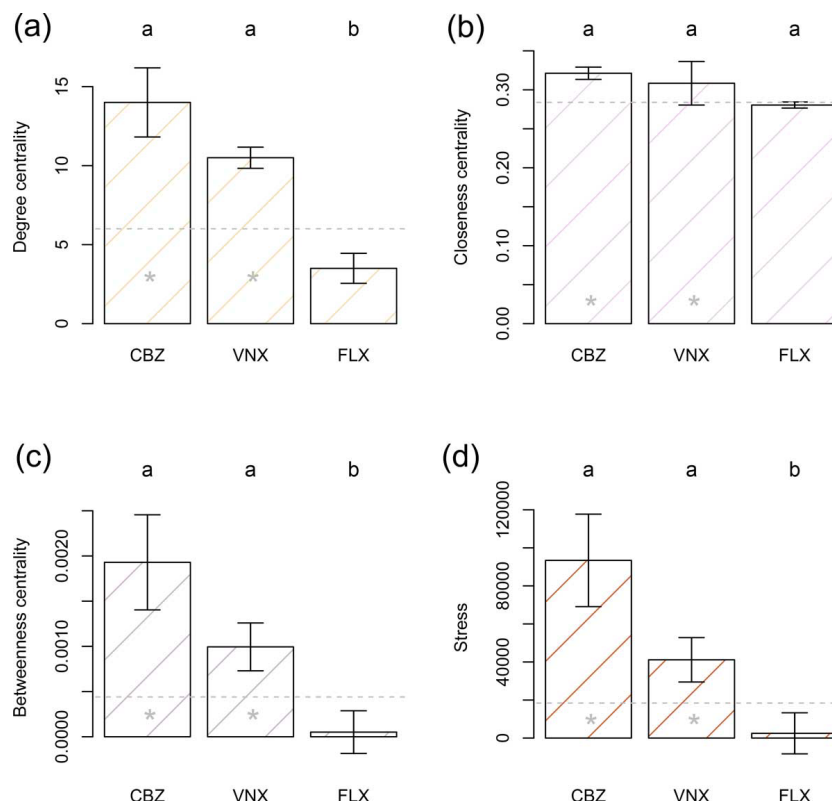 (a)
a a b
Degree centrality
15
10
5
0
* *
CBZ VNX FLX
(b)
a a a
Closeness centrality
0.30
0.20
0.10
0.00
* *
CBZ VNX FLX
(c)
a a b
Betweenness centrality
0.0020
0.0010
0.0000
* *
CBZ VNX FLX
(d)
a a b
Stress
120000
80000
40000
0
* *
CBZ VNX FLX